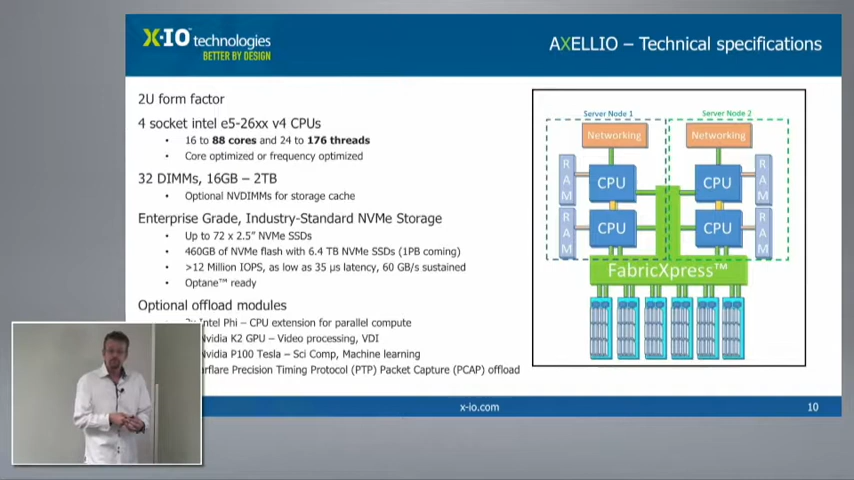 X-IO technologies
BETTER BY DESIGN
AXELLIO – Technical specifications
2U form factor
4 socket intel e5-26xx v4 CPUs
• 16 to 88 cores and 24 to 176 threads
• Core optimized or frequency optimized
32 DIMMs, 16GB – 2TB
• Optional NVDIMMs for storage cache
Enterprise Grade, Industry-Standard NVMe Storage
• Up to 72 x 2.5" NVMe SSDs
• 460GB of NVMe flash with 6.4 TB NVMe SSDs (1PB coming)
• >12 Million IOPS, as low as 35 µs latency, 60 GB/s sustained
• Optane™ ready
Optional offload modules
Intel Phi – CPU extension for parallel compute
Nvidia K2 GPU – Video processing, VDI
Nvidia P100 Tesla – Sci Comp, Machine learning
Precision Timing Protocol (PTP) Packet Capture (PCAP) offload
Server Node 1
Server Node 2
Networking
Networking
RAM
CPU
CPU
RAM
RAM
CPU
CPU
RAM
FabricXpress™
x-io.com
10